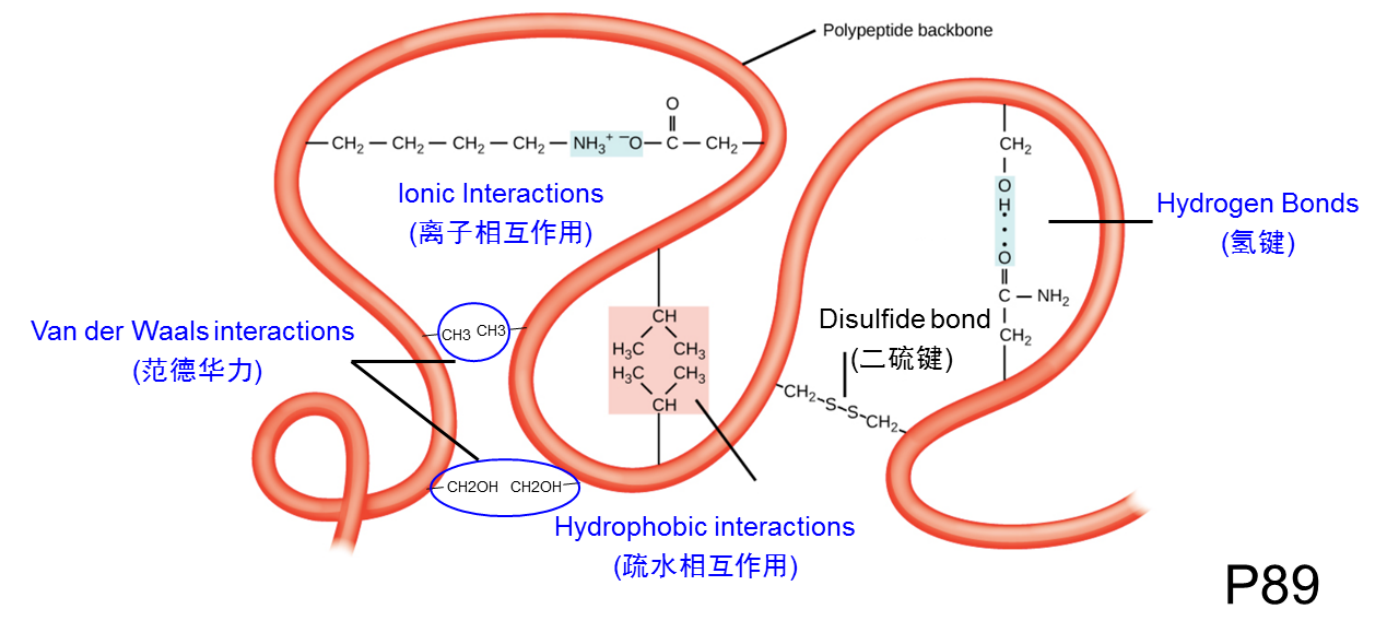 Polypeptide backbone
O
CH₂ CH₂ CH₂ CH₂ NH₃⁺ ⁻O C CH₂
Ionic Interactions
(离子相互作用)
CH₂
O
H
O
C NH₂
CH₂
Hydrogen Bonds
(氢键)
Van der Waals interactions
(范德华力)
CH3 CH3
CH
H₃C CH₃
H₃C CH₃
CH
Disulfide bond
(二硫键)
CH₂ S S CH₂
CH2OH CH2OH
Hydrophobic interactions
(疏水相互作用)
P89